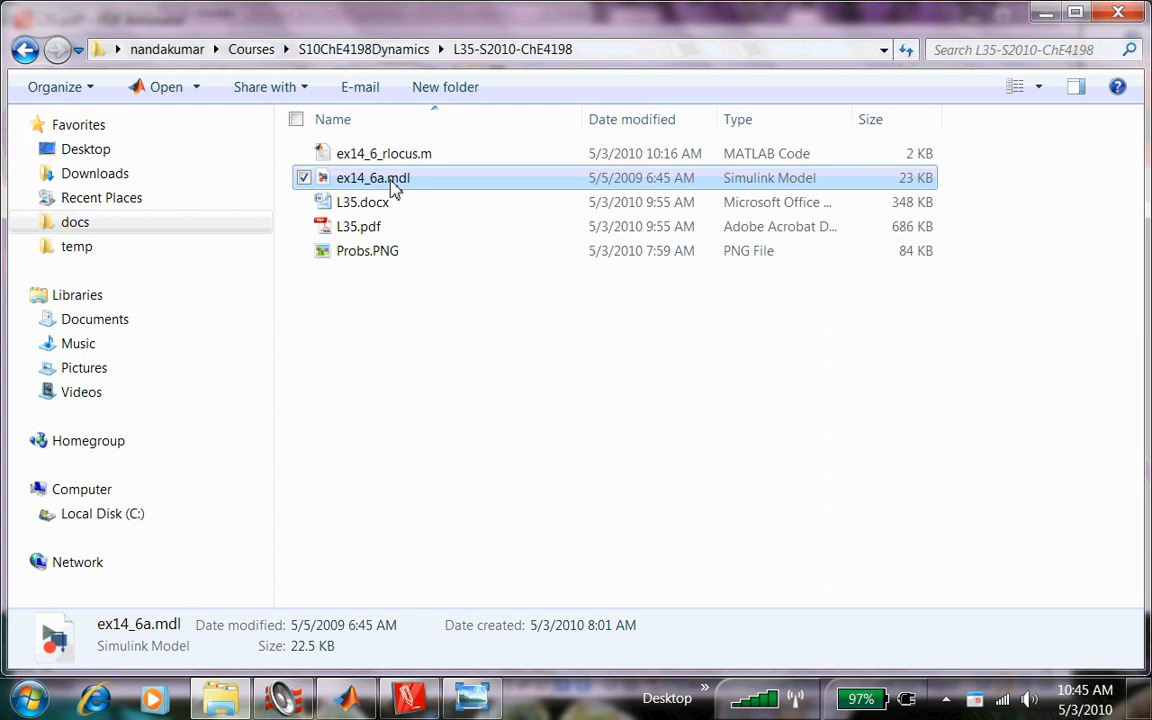 nandakumar Courses S10ChE4198Dynamics L35-S2010-ChE4198
Search L35-S2010-ChE4198
Organize Open Share with E-mail New folder
Favorites
Desktop
Downloads
Recent Places
docs
temp
Libraries
Documents
Music
Pictures
Videos
Homegroup
Computer
Local Disk (C:)
Network
Name Date modified Type Size
ex14_6_rlocus.m 5/3/2010 10:16 AM MATLAB Code 2 KB
ex14_6a.mdl 5/5/2009 6:45 AM Simulink Model 23 KB
L35.docx 5/3/2010 9:55 AM Microsoft Office ... 348 KB
L35.pdf 5/3/2010 9:55 AM Adobe Acrobat D... 686 KB
Probs.PNG 5/3/2010 7:59 AM PNG File 84 KB
ex14_6a.mdl Date modified: 5/5/2009 6:45 AM Date created: 5/3/2010 8:01 AM
Simulink Model Size: 22.5 KB
Desktop » 97% 10:45 AM
5/3/2010